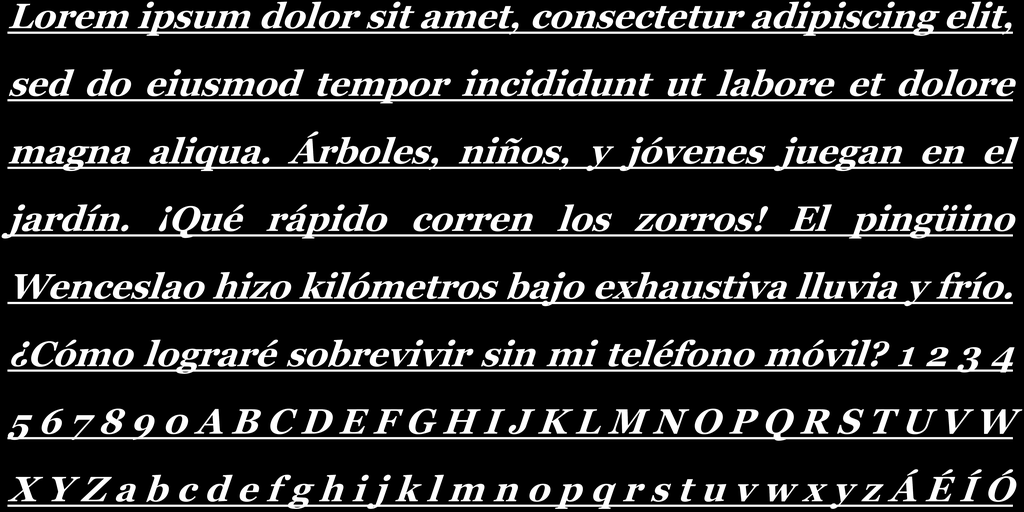 Lorem ipsum dolor sit amet, consectetur adipiscing elit,
sed do eiusmod tempor incididunt ut labore et dolore
magna aliqua. Árboles, niños, y jóvenes juegan en el
jardín. ¡Qué rápido corren los zorros! El pingüino
Wenceslao hizo kilómetros bajo exhaustiva lluvia y frío.
¿Cómo lograré sobrevivir sin mi teléfono móvil? 1 2 3 4
5 6 7 8 9 0 A B C D E F G H I J K L M N O P Q R S T U V W
X Y Z a b c d e f g h i j k l m n o p q r s t u v w x y z Á É Í Ó